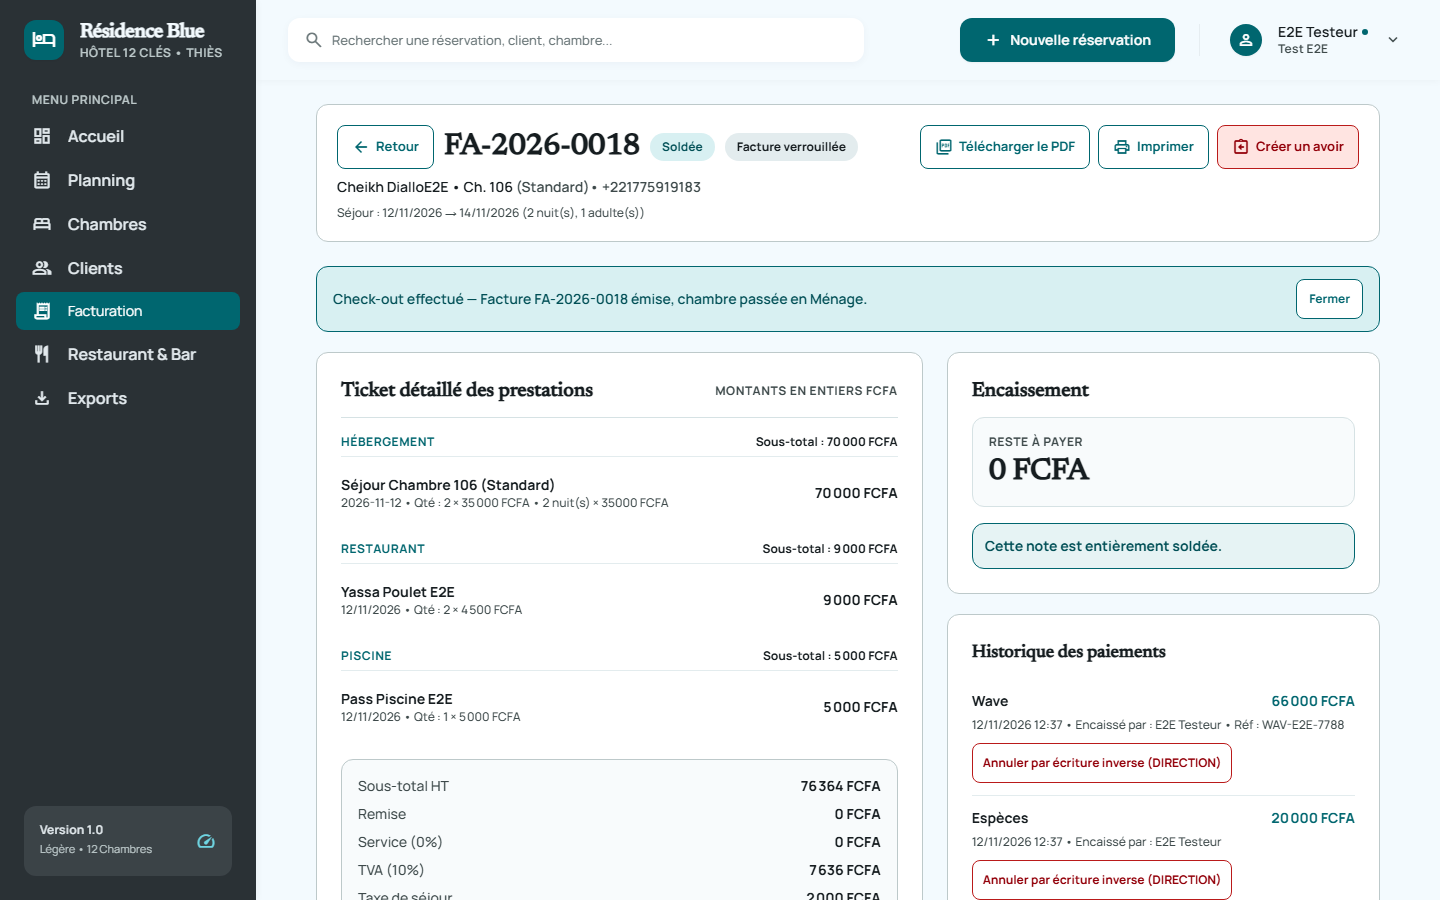 Résidence Blue
HÔTEL 12 CLÉS • THIÈS
MENU PRINCIPAL
Accueil
Planning
Chambres
Clients
Facturation
Restaurant & Bar
Exports
Version 1.0
Légère • 12 Chambres
Rechercher une réservation, client, chambre...
Nouvelle réservation
E2E Testeur
Test E2E
Retour
FA-2026-0018
Soldée
Facture verrouillée
Télécharger le PDF
Imprimer
Créer un avoir
Cheikh DialloE2E • Ch. 106 (Standard) • +221775919183
Séjour : 12/11/2026 → 14/11/2026 (2 nuit(s), 1 adulte(s))
Check-out effectué — Facture FA-2026-0018 émise, chambre passée en Ménage.
Fermer
Ticket détaillé des prestations
MONTANTS EN ENTIERS FCFA
HÉBERGEMENT
Sous-total : 70 000 FCFA
Séjour Chambre 106 (Standard)
2026-11-12 • Qté : 2 × 35 000 FCFA • 2 nuit(s) × 35000 FCFA
70 000 FCFA
RESTAURANT
Sous-total : 9 000 FCFA
Yassa Poulet E2E
12/11/2026 • Qté : 2 × 4 500 FCFA
9 000 FCFA
PISCINE
Sous-total : 5 000 FCFA
Pass Piscine E2E
12/11/2026 • Qté : 1 × 5 000 FCFA
5 000 FCFA
Sous-total HT
76 364 FCFA
Remise
0 FCFA
Service (0%)
0 FCFA
TVA (10%)
7 636 FCFA
Taxe de séjour
2 000 FCFA
Encaissement
RESTE À PAYER
0 FCFA
Cette note est entièrement soldée.
Historique des paiements
Wave
66 000 FCFA
12/11/2026 12:37 • Encaissé par : E2E Testeur • Réf : WAV-E2E-7788
Annuler par écriture inverse (DIRECTION)
Espèces
20 000 FCFA
12/11/2026 12:37 • Encaissé par : E2E Testeur
Annuler par écriture inverse (DIRECTION)